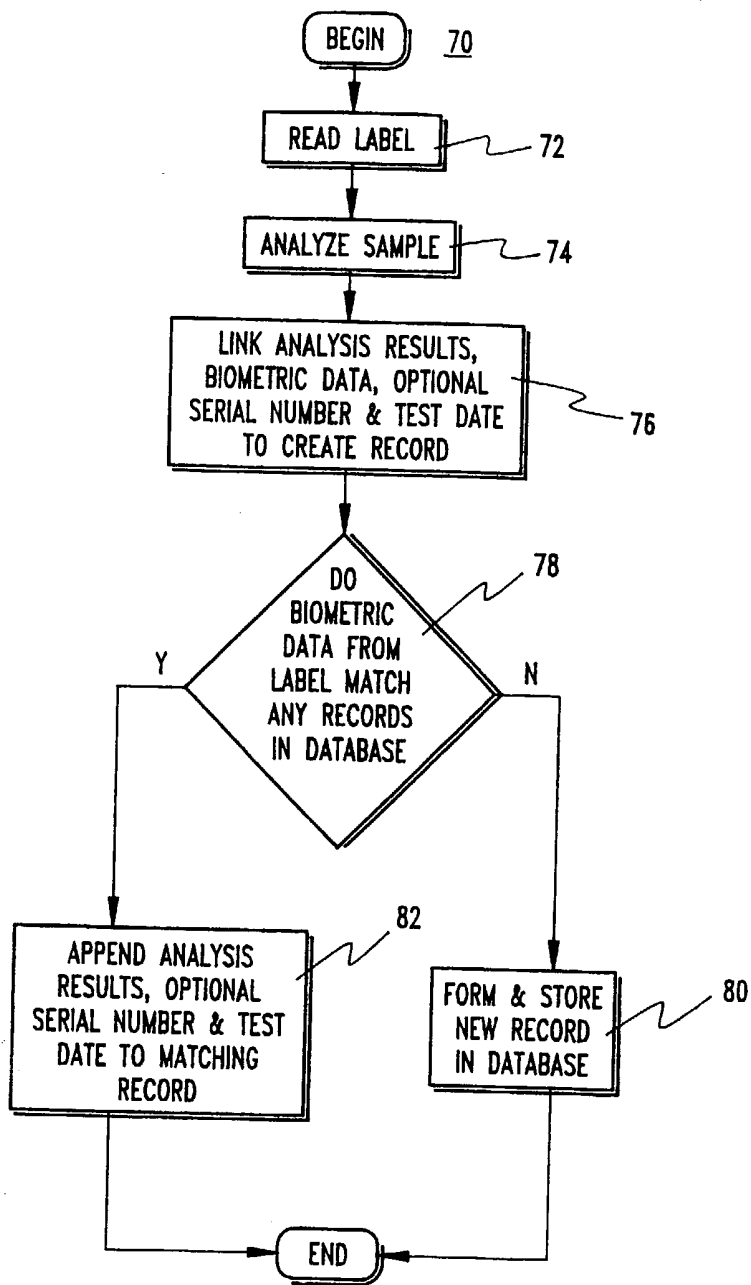 BEGIN
70
READ LABEL
72
ANALYZE SAMPLE
74
LINK ANALYSIS RESULTS,
BIOMETRIC DATA, OPTIONAL
SERIAL NUMBER & TEST DATE
TO CREATE RECORD
76
DO
BIOMETRIC
DATA FROM
LABEL MATCH
ANY RECORDS
IN DATABASE
78
Y
N
APPEND ANALYSIS
RESULTS, OPTIONAL
SERIAL NUMBER & TEST
DATE TO MATCHING
RECORD
82
FORM & STORE
NEW RECORD
IN DATABASE
80
END